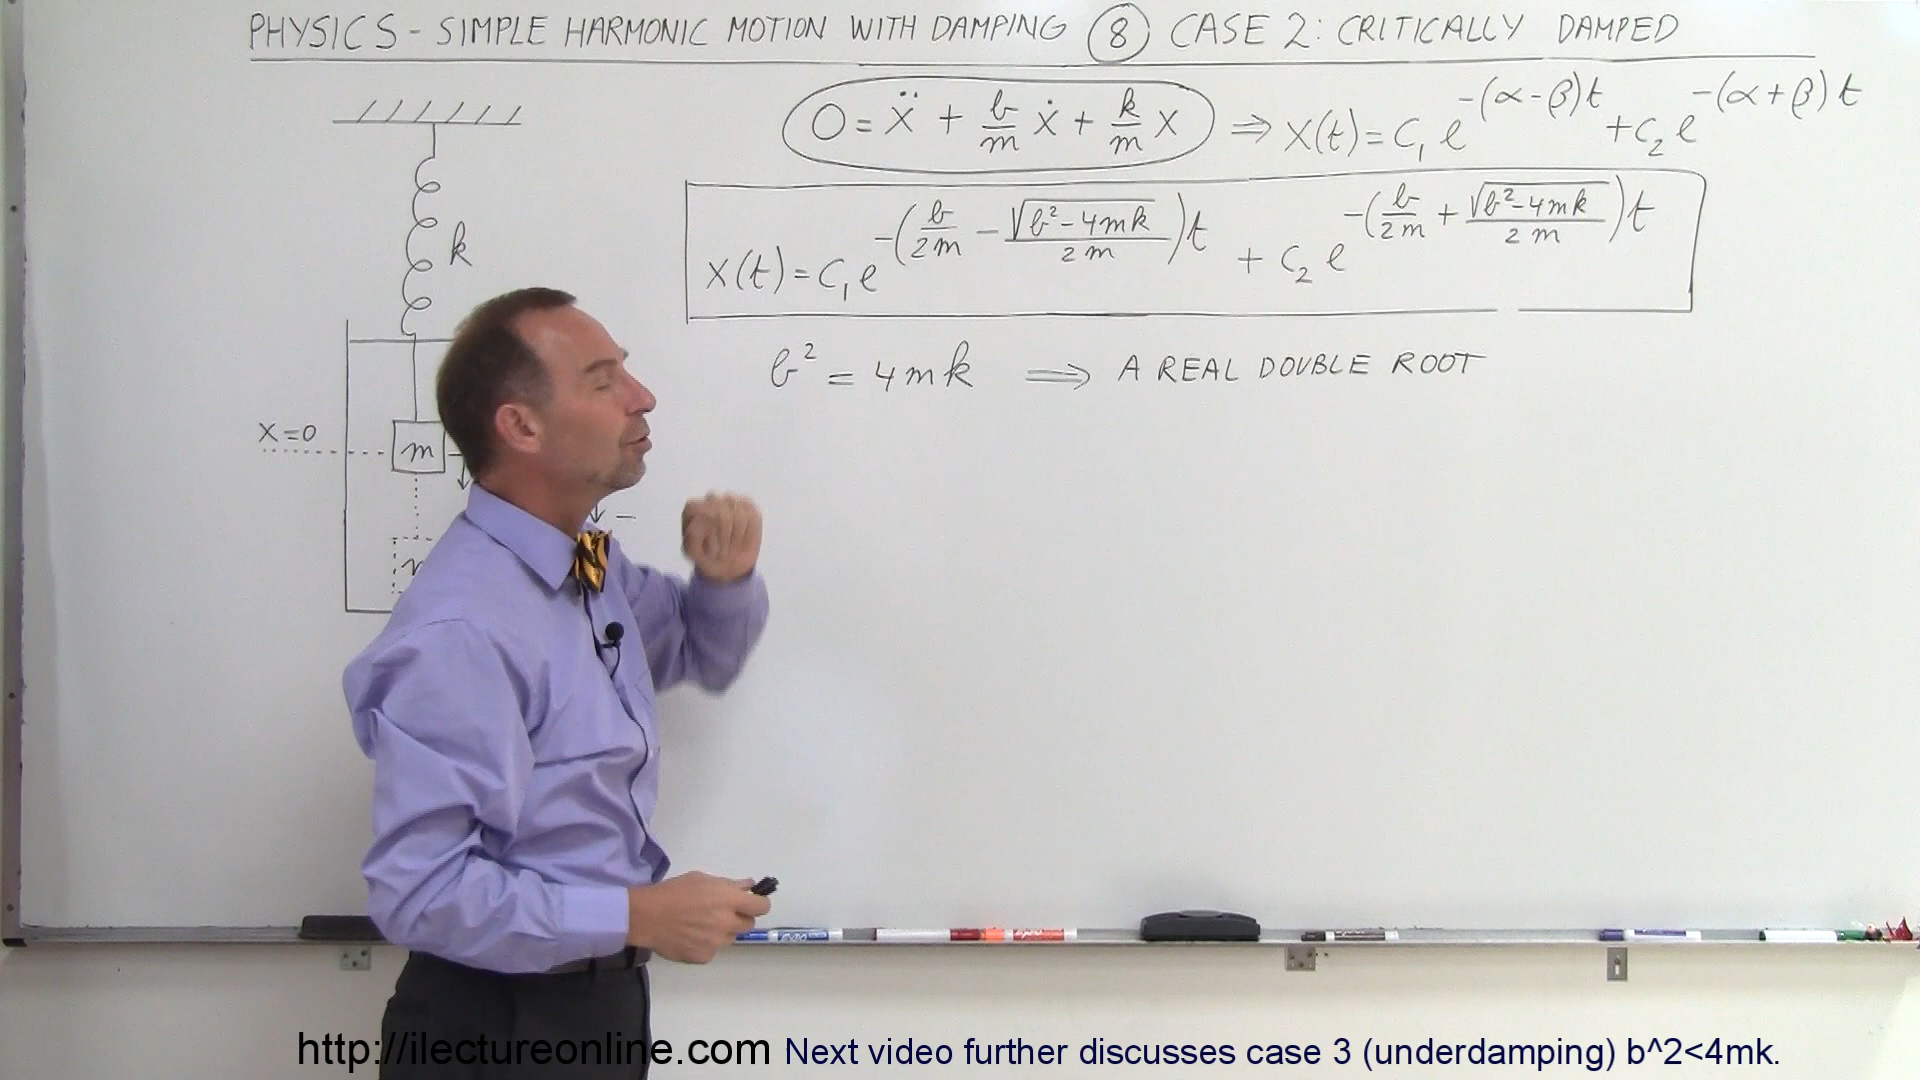 PHYSICS - SIMPLE HARMONIC MOTION WITH DAMPING 8 CASE 2: CRITICALLY DAMPED
0 = ẍ + b/m ẋ + k/m x ⇒ x(t) = c₁ e^-(α-β)t + c₂ e^-(α+β)t
x(t) = c₁ e^-(b/2m - √(b²-4mk)/2m)t + c₂ e^-(b/2m + √(b²-4mk)/2m)t
k
b² = 4mk ⇒ A REAL DOUBLE ROOT
x=0
m
−
http://ilectureonline.com Next video further discusses case 3 (underdamping) b^2<4mk.